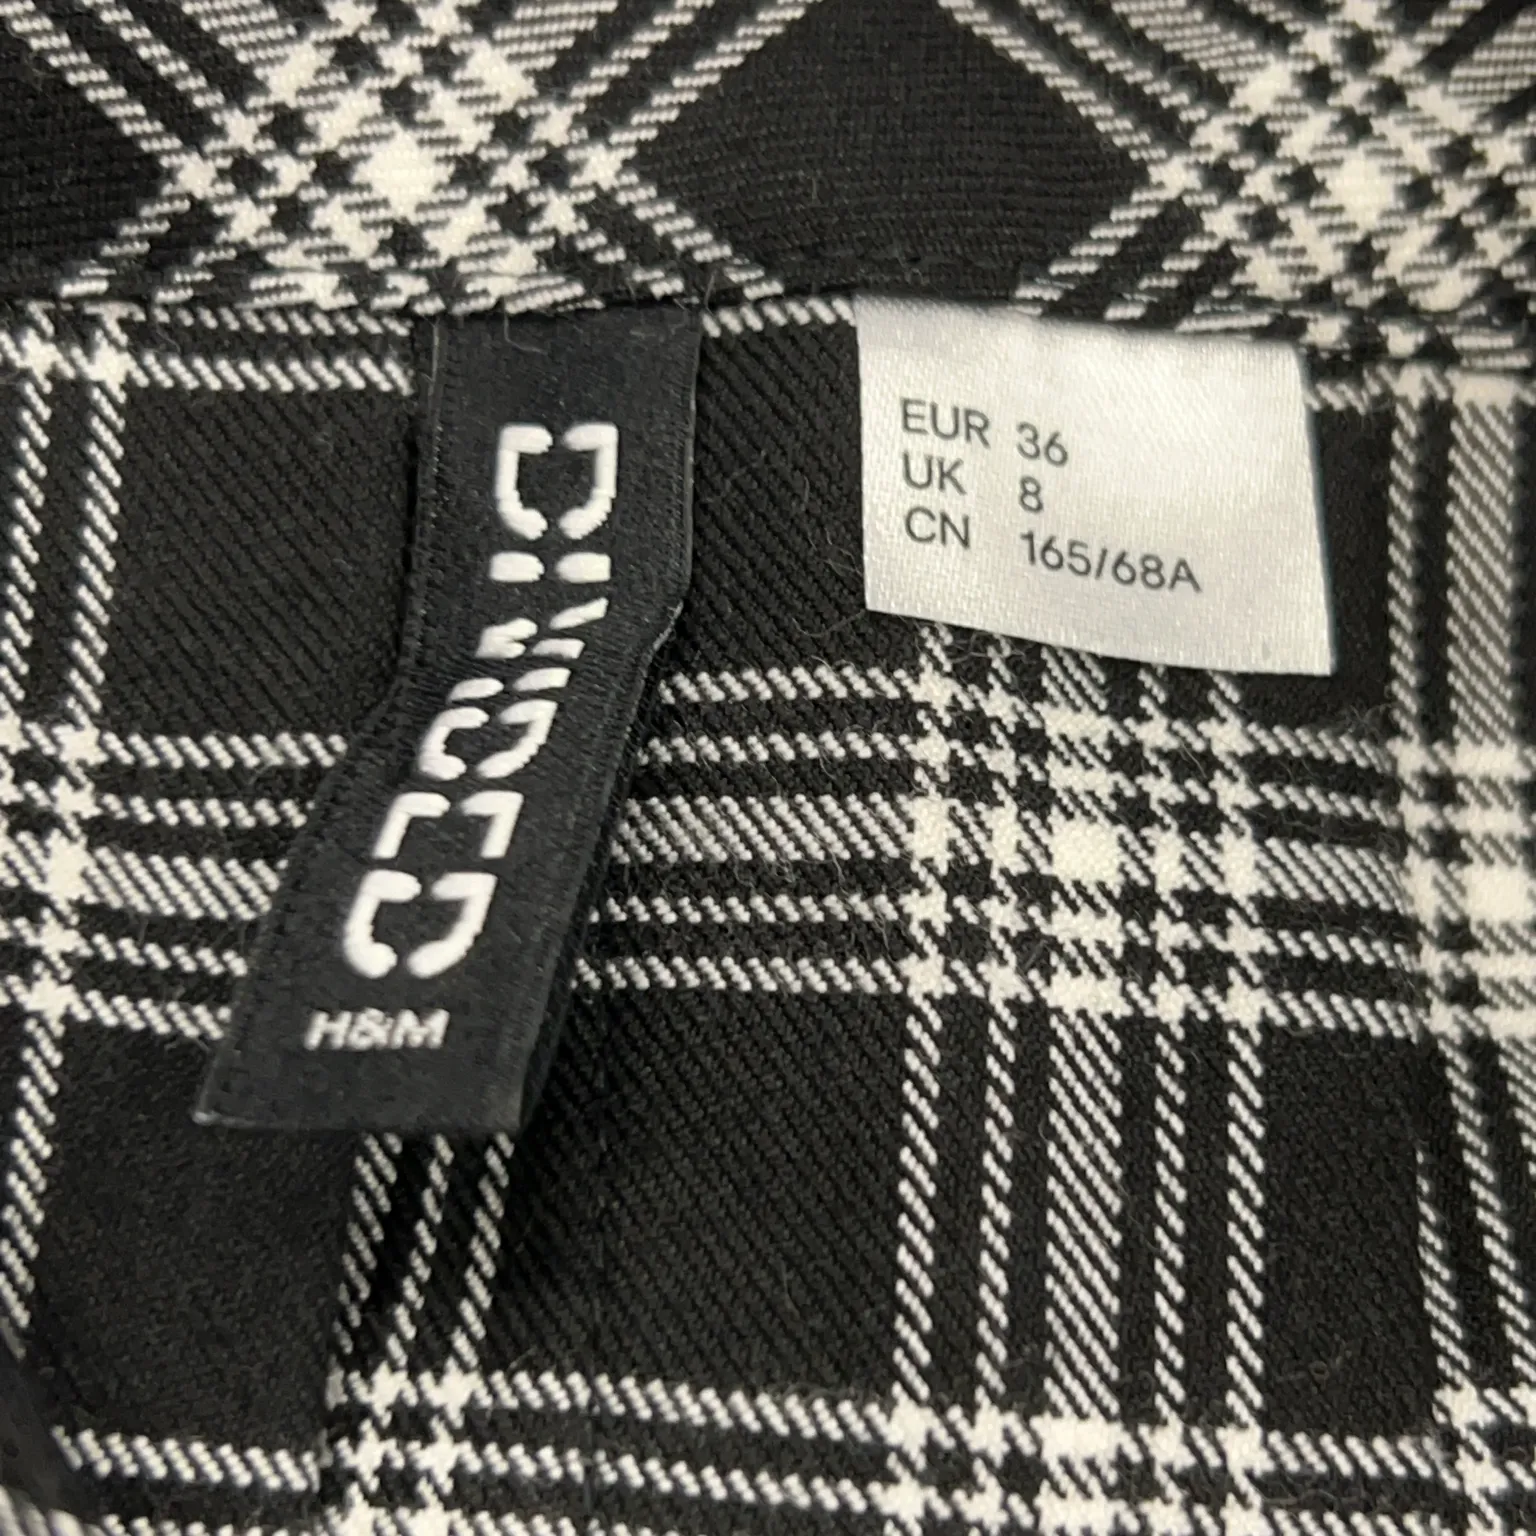 DIVIDED
H&M
EUR 36
UK 8
CN 165/68A